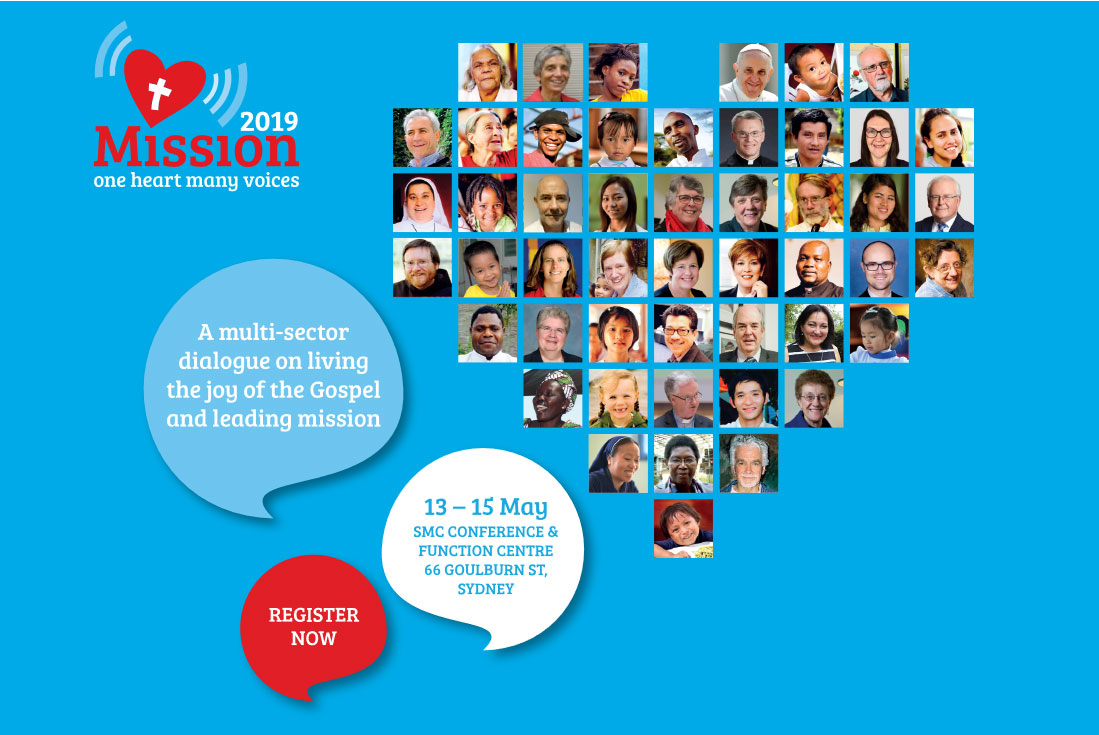 2019
Mission
one heart many voices
A multi-sector
dialogue on living
the joy of the Gospel
and leading mission
13 – 15 May
SMC CONFERENCE &
FUNCTION CENTRE
66 GOULBURN ST,
SYDNEY
REGISTER
NOW